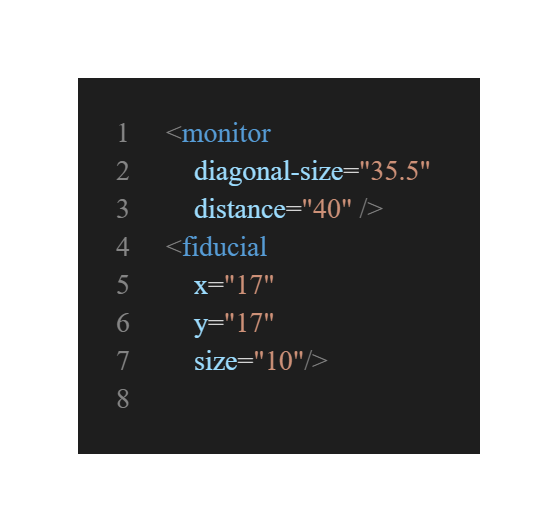 1 <monitor
2 diagonal-size="35.5"
3 distance="40" />
4 <fiducial
5 x="17"
6 y="17"
7 size="10"/>
8